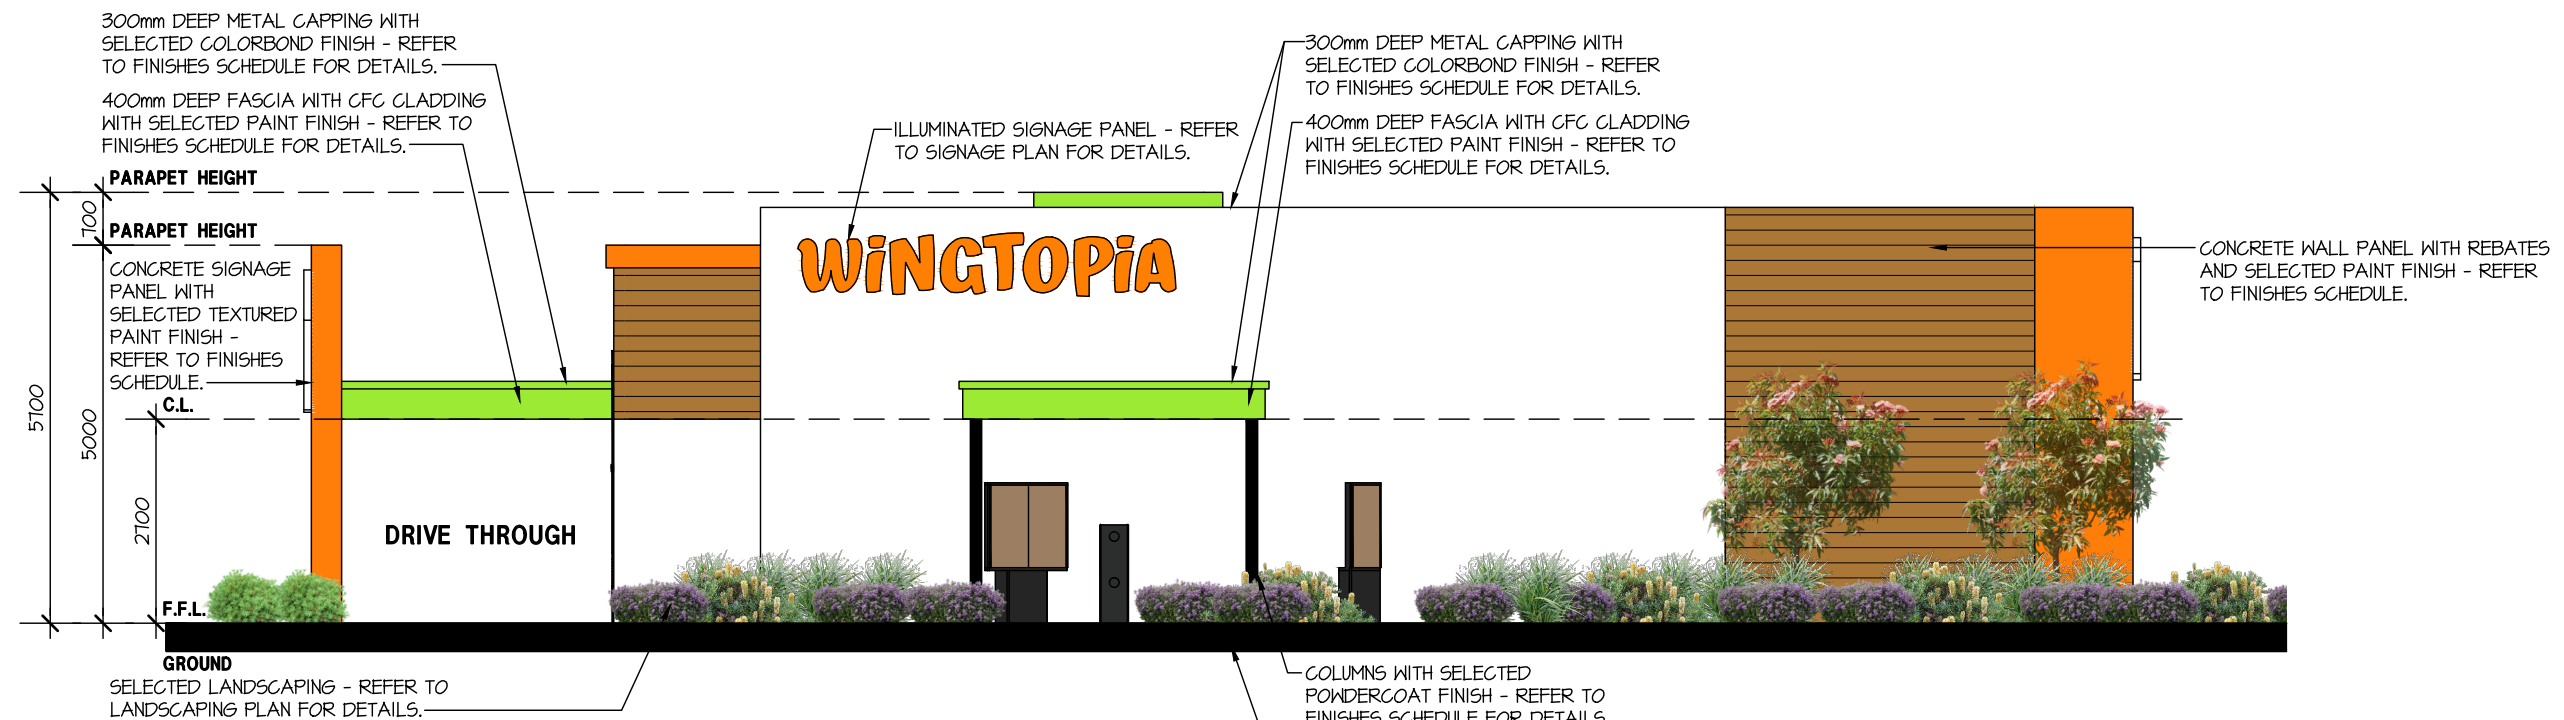 300mm DEEP METAL CAPPING WITH
SELECTED COLORBOND FINISH - REFER
TO FINISHES SCHEDULE FOR DETAILS.
400mm DEEP FASCIA WITH CFC CLADDING
WITH SELECTED PAINT FINISH - REFER TO
FINISHES SCHEDULE FOR DETAILS.
ILLUMINATED SIGNAGE PANEL - REFER
TO SIGNAGE PLAN FOR DETAILS.
300mm DEEP METAL CAPPING WITH
SELECTED COLORBOND FINISH - REFER
TO FINISHES SCHEDULE FOR DETAILS.
400mm DEEP FASCIA WITH CFC CLADDING
WITH SELECTED PAINT FINISH - REFER TO
FINISHES SCHEDULE FOR DETAILS.
PARAPET HEIGHT
700
PARAPET HEIGHT
CONCRETE SIGNAGE
PANEL WITH
SELECTED TEXTURED
PAINT FINISH -
REFER TO FINISHES
SCHEDULE.
WiNGTOPiA
CONCRETE WALL PANEL WITH REBATES
AND SELECTED PAINT FINISH - REFER
TO FINISHES SCHEDULE.
C.L.
5700
5000
2700
DRIVE THROUGH
F.F.L.
GROUND
SELECTED LANDSCAPING - REFER TO
LANDSCAPING PLAN FOR DETAILS.
COLUMNS WITH SELECTED
POWDERCOAT FINISH - REFER TO
FINISHES SCHEDULE FOR DETAILS